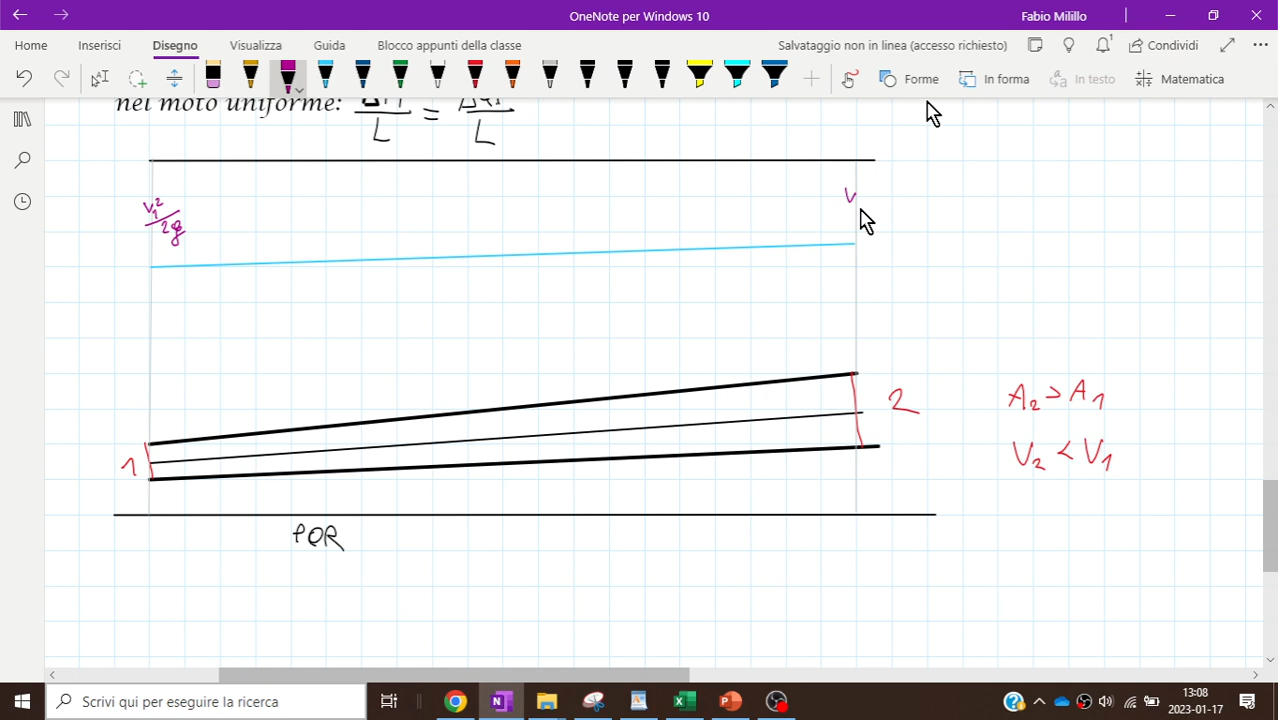 OneNote per Windows 10
Fabio Milillo
Home Inserisci Disegno Visualizza Guida Blocco appunti della classe
Salvataggio non in linea (accesso richiesto)
Condividi
Forme In forma In testo Matematica
nel moto uniforme:
L = L
V₁²/2g
V
1
2
A₂ > A₁
V₂ < V₁
PQR
Scrivi qui per eseguire la ricerca
13:08
2023-01-17